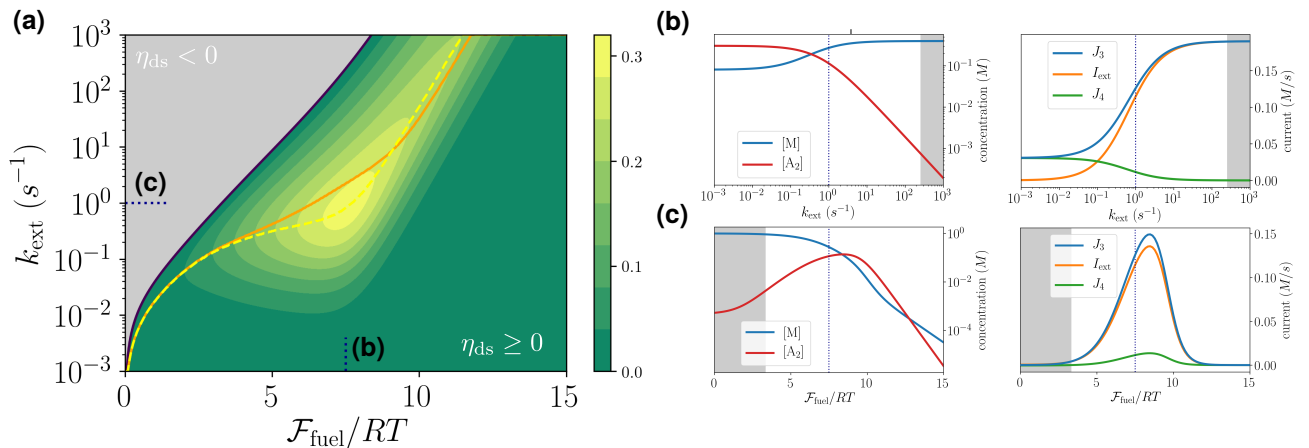 (a)
10³
10²
10¹
10⁰
10⁻¹
10⁻²
10⁻³
k_ext (s⁻¹)
η_ds < 0
η_ds ≥ 0
(c)
(b)
0
5
10
15
ℱ_fuel/RT
0.3
0.2
0.1
0.0
(b)
[M]
[A₂]
10⁻¹
10⁻²
10⁻³
concentration (M)
10⁻³ 10⁻² 10⁻¹ 10⁰ 10¹ 10² 10³
k_ext (s⁻¹)
J₃
I_ext
J₄
0.15
0.10
0.05
0.00
current (M/s)
10⁻³ 10⁻² 10⁻¹ 10⁰ 10¹ 10² 10³
k_ext (s⁻¹)
(c)
[M]
[A₂]
10⁰
10⁻²
10⁻⁴
concentration (M)
0 5 10 15
ℱ_fuel/RT
J₃
I_ext
J₄
0.15
0.10
0.05
0.00
current (M/s)
0 5 10 15
ℱ_fuel/RT